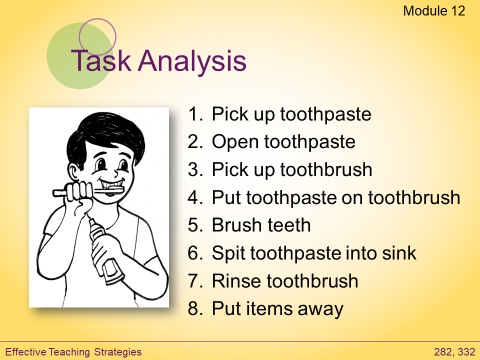 Module 12
Task Analysis
1. Pick up toothpaste
2. Open toothpaste
3. Pick up toothbrush
4. Put toothpaste on toothbrush
5. Brush teeth
6. Spit toothpaste into sink
7. Rinse toothbrush
8. Put items away
Effective Teaching Strategies
282, 332